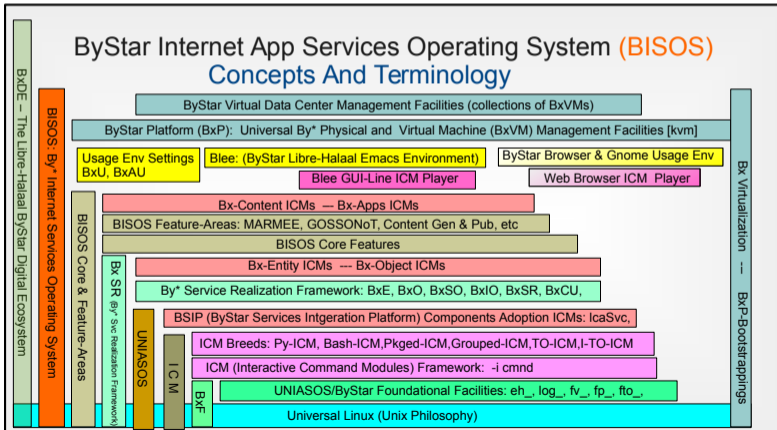 ByStar Internet App Services Operating System (BISOS)
Concepts And Terminology
BxDE – The Libre-Halaal ByStar Digital Ecosystem
BISOS: By* Internet Services Operating System
ByStar Virtual Data Center Management Facilities (collections of BxVMs)
ByStar Platform (BxP): Universal By* Physical and Virtual Machine (BxVM) Management Facilities [kvm]
Usage Env Settings
BxU, BxAU
Blee: (ByStar Libre-Halaal Emacs Environment)
ByStar Browser & Gnome Usage Env
Blee GUI-Line ICM Player
Web Browser ICM Player
BISOS Core & Feature-Areas
Bx-Content ICMs --- Bx-Apps ICMs
BISOS Feature-Areas: MARMEE, GOSSONoT, Content Gen & Pub, etc
BISOS Core Features
Bx SR (By* Svc Realization Framework)
Bx-Entity ICMs --- Bx-Object ICMs
By* Service Realization Framework: BxE, BxO, BxSO, BxIO, BxSR, BxCU,
UNIASOS
BSIP (ByStar Services Intgeration Platform) Components Adoption ICMs: IcaSvc,
I C M
ICM Breeds: Py-ICM, Bash-ICM,Pkged-ICM,Grouped-ICM,TO-ICM,I-TO-ICM
ICM (Interactive Command Modules) Framework: -i cmnd
BxF
UNIASOS/ByStar Foundational Facilities: eh_, log_, fv_, fp_, fto_,
Universal Linux (Unix Philosophy)
Bx Virtualization --- BxP-Bootstrappings